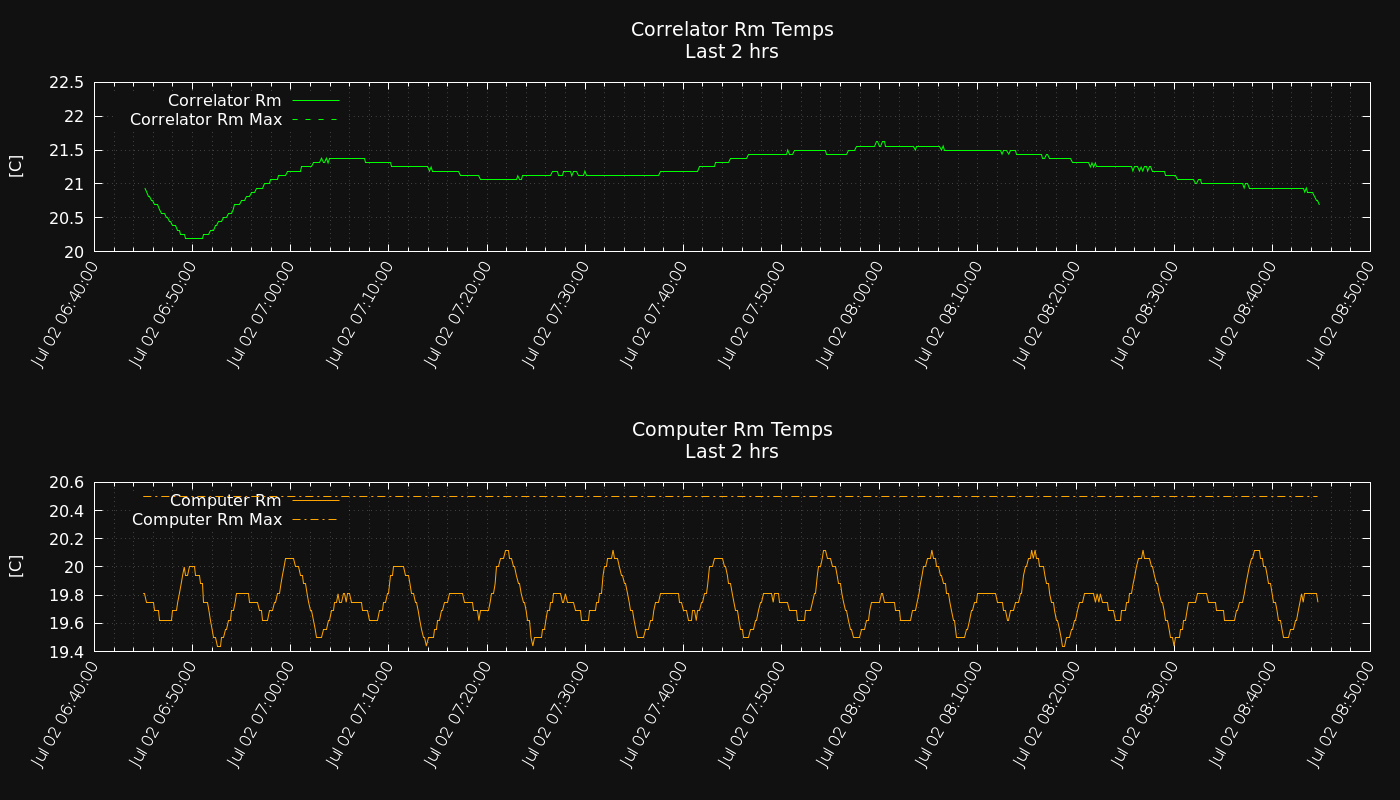 Correlator Rm Temps
Last 2 hrs
22.5
22
21.5
21
20.5
20
[C]
Correlator Rm
Correlator Rm Max
Jul 02 06:40:00
Jul 02 06:50:00
Jul 02 07:00:00
Jul 02 07:10:00
Jul 02 07:20:00
Jul 02 07:30:00
Jul 02 07:40:00
Jul 02 07:50:00
Jul 02 08:00:00
Jul 02 08:10:00
Jul 02 08:20:00
Jul 02 08:30:00
Jul 02 08:40:00
Jul 02 08:50:00
Computer Rm Temps
Last 2 hrs
20.6
20.4
20.2
20
19.8
19.6
19.4
[C]
Computer Rm
Computer Rm Max
Jul 02 06:40:00
Jul 02 06:50:00
Jul 02 07:00:00
Jul 02 07:10:00
Jul 02 07:20:00
Jul 02 07:30:00
Jul 02 07:40:00
Jul 02 07:50:00
Jul 02 08:00:00
Jul 02 08:10:00
Jul 02 08:20:00
Jul 02 08:30:00
Jul 02 08:40:00
Jul 02 08:50:00